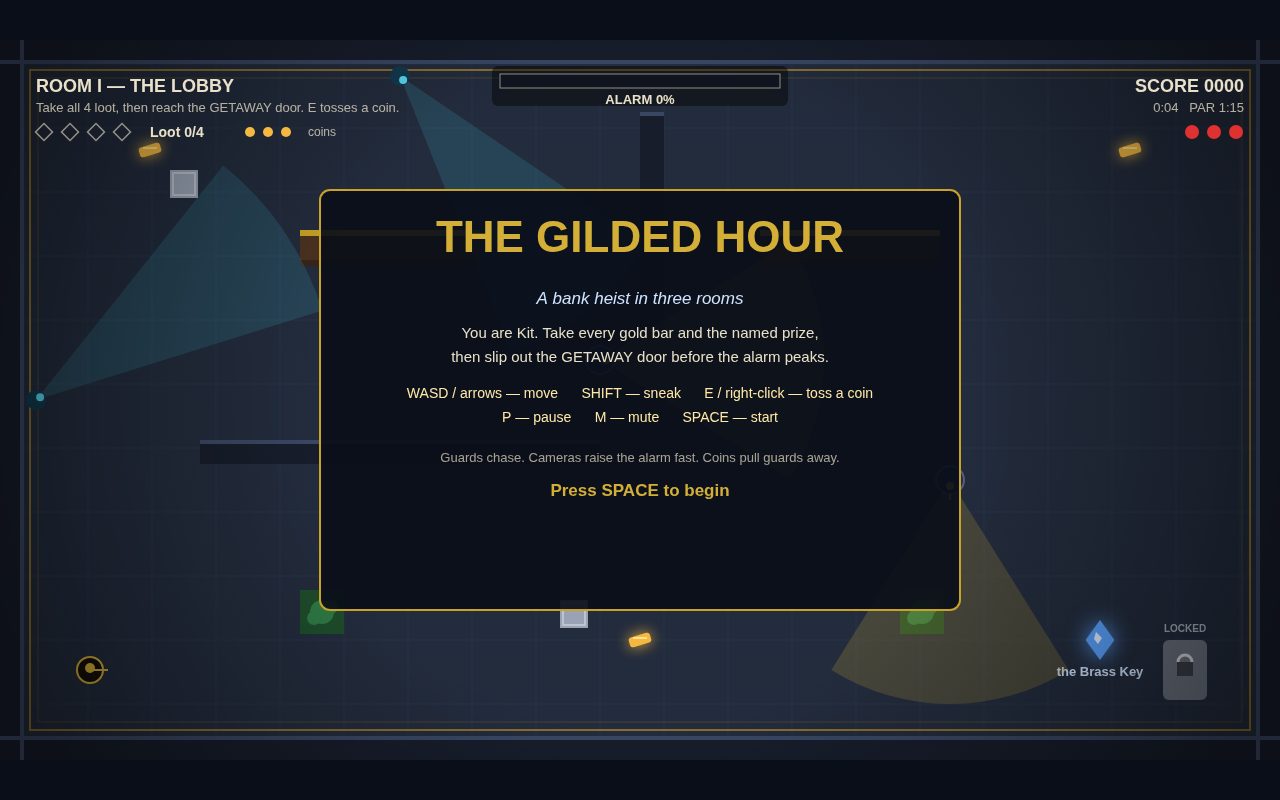 ROOM I — THE LOBBY
Take all 4 loot, then reach the GETAWAY door. E tosses a coin.
Loot 0/4 coins
ALARM 0%
SCORE 0000
0:04 PAR 1:15
THE GILDED HOUR
A bank heist in three rooms
You are Kit. Take every gold bar and the named prize,
then slip out the GETAWAY door before the alarm peaks.
WASD / arrows — move SHIFT — sneak E / right-click — toss a coin
P — pause M — mute SPACE — start
Guards chase. Cameras raise the alarm fast. Coins pull guards away.
Press SPACE to begin
LOCKED
the Brass Key